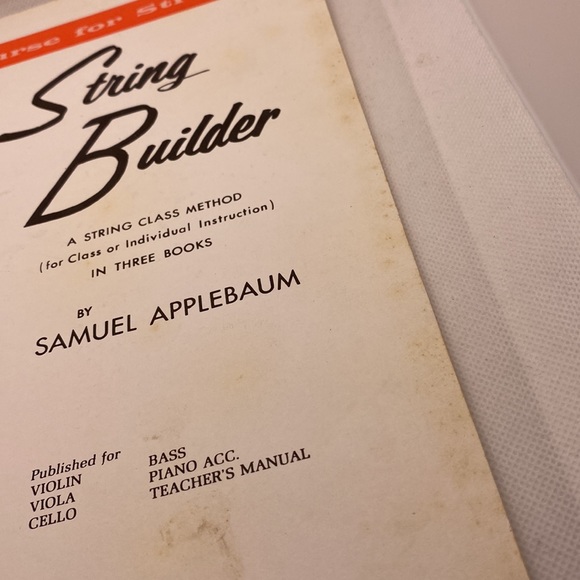 for
String
Builder
A STRING CLASS METHOD
(for Class or Individual Instruction)
IN THREE BOOKS
BY
SAMUEL APPLEBAUM
Published for
VIOLIN
VIOLA
CELLO
BASS
PIANO ACC.
TEACHER'S MANUAL